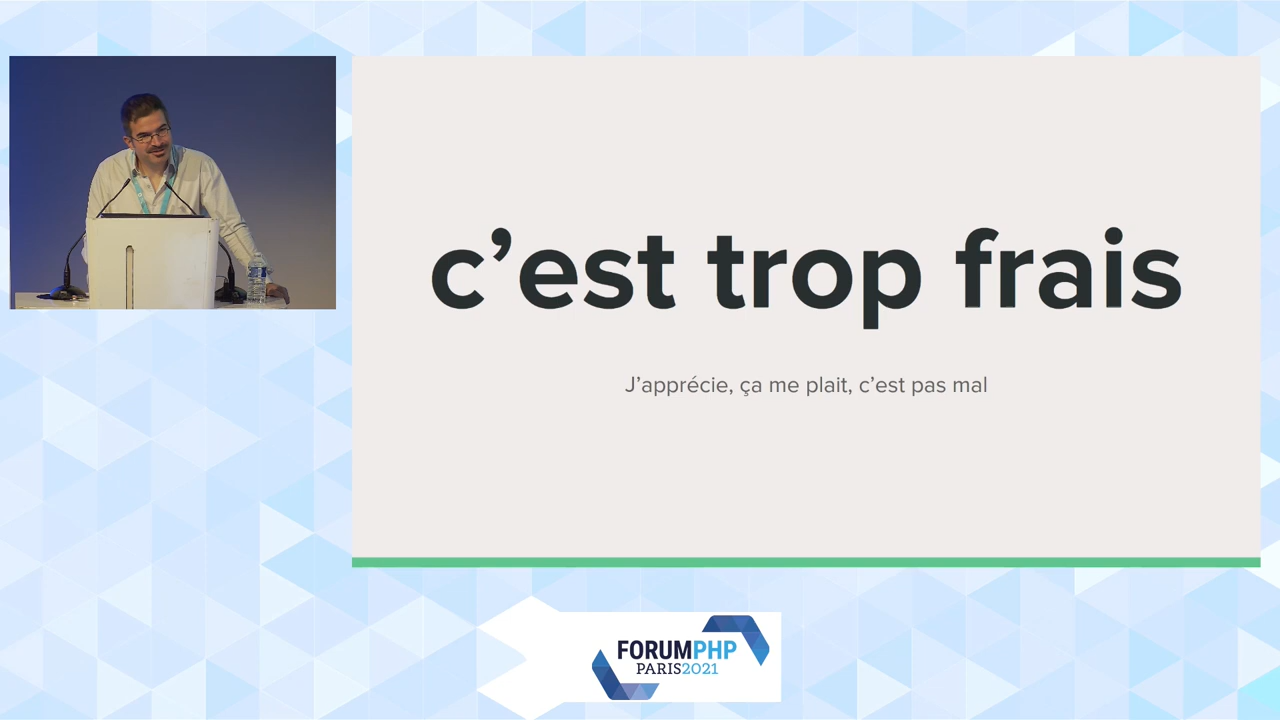 c’est trop frais
J’apprécie, ça me plait, c’est pas mal
FORUMPHP
PARIS2021